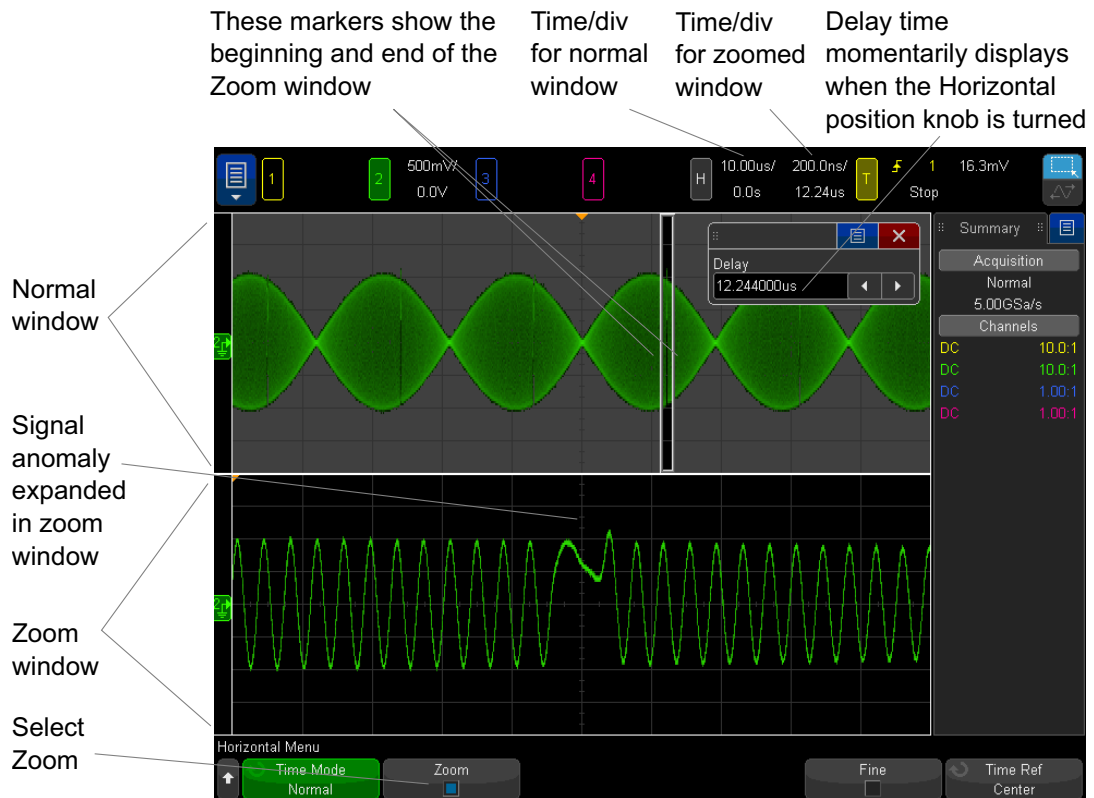 These markers show the
beginning and end of the
Zoom window
Time/div
for normal
window
Time/div
for zoomed
window
Delay time
momentarily displays
when the Horizontal
position knob is turned
1
2
500mV/
0.0V
3
4
H
10.00us/
0.0s
200.0ns/
12.24us
T
1
16.3mV
Stop
Normal
window
Signal
anomaly
expanded
in zoom
window
Zoom
window
Select
Zoom
Delay
12.244000us
Summary
Acquisition
Normal
5.00GSa/s
Channels
DC 10.0:1
DC 10.0:1
DC 1.00:1
DC 1.00:1
2
2
Horizontal Menu
Time Mode
Normal
Zoom
Fine
Time Ref
Center